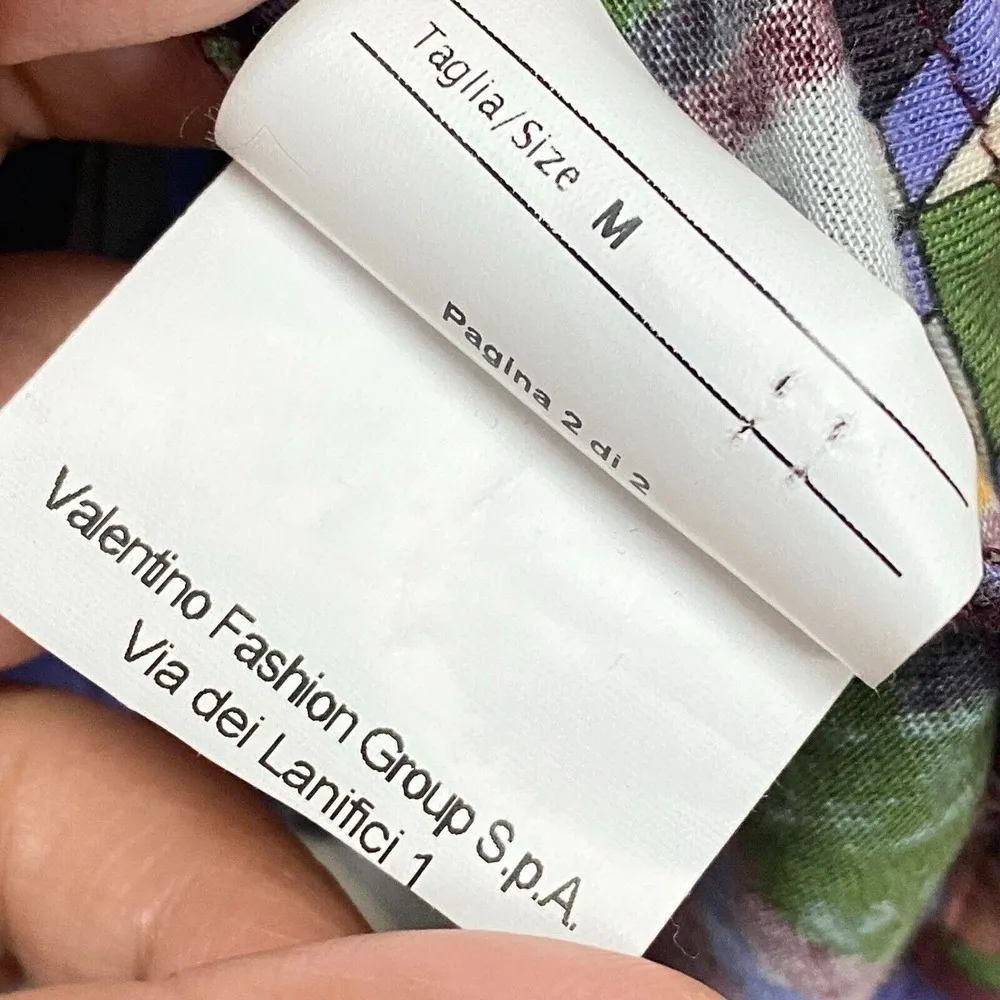 Taglia/Size M
Pagina 2 di 2
Valentino Fashion Group S.p.A.
Via dei Lanifici 1